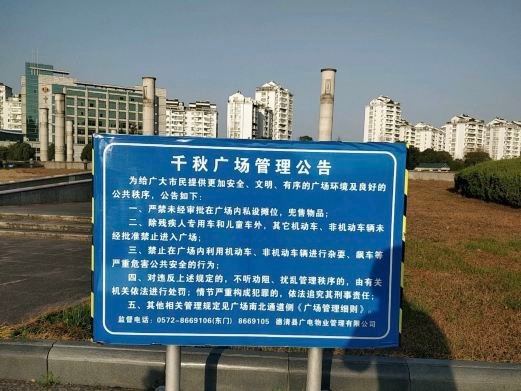 千秋广场管理公告
为给广大市民提供更加安全、文明、有序的广场环境及良好的
公共秩序，公告如下：
一、严禁未经审批在广场内私设摊位，兜售物品；
二、除残疾人专用车和儿童车外，其它机动车、非机动车辆未
经批准禁止进入广场；
三、禁止在广场内利用机动车、非机动车辆进行杂耍、飙车等
严重危害公共安全的行为；
四、对违反上述规定的，不听劝阻、扰乱管理秩序的，由有关
机关依法进行处罚；情节严重构成犯罪的，依法追究其刑事责任；
五、其他相关管理规定见广场南北通道侧《广场管理细则》。
监督电话：0572-8669106(东门) 8669105 德清县广电物业管理有限公司